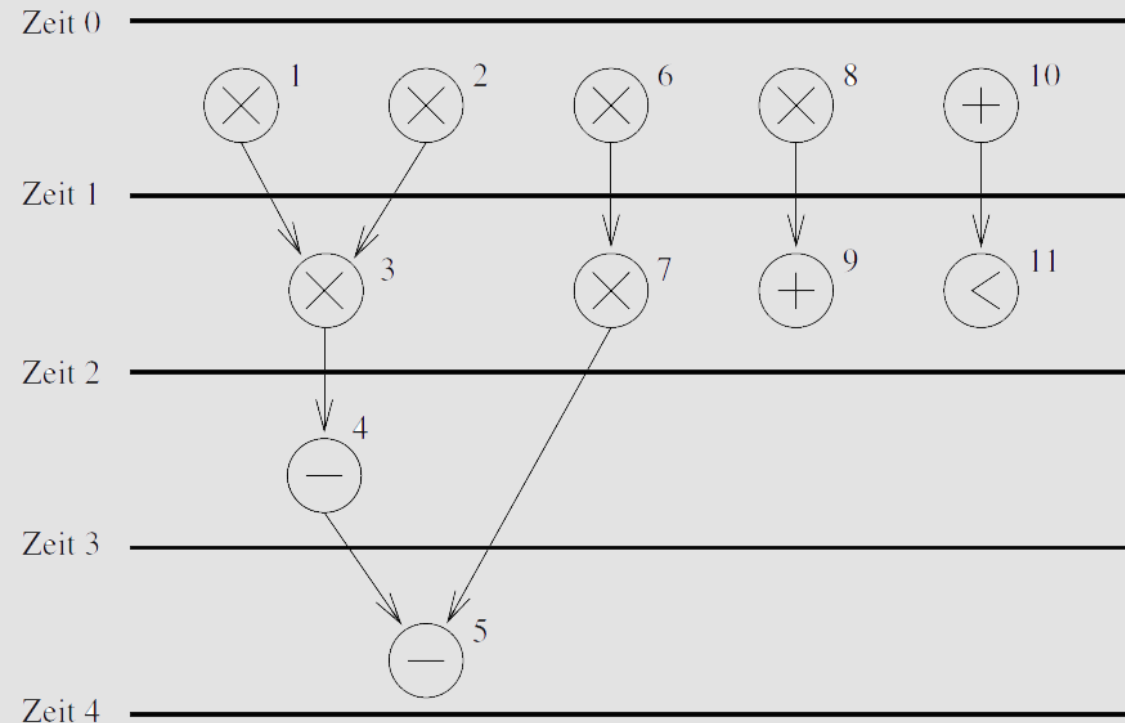 Zeit 0
1 2 6 8 10
× × × × +
Zeit 1
3 7 9 11
× × + <
Zeit 2
4
−
Zeit 3
5
−
Zeit 4